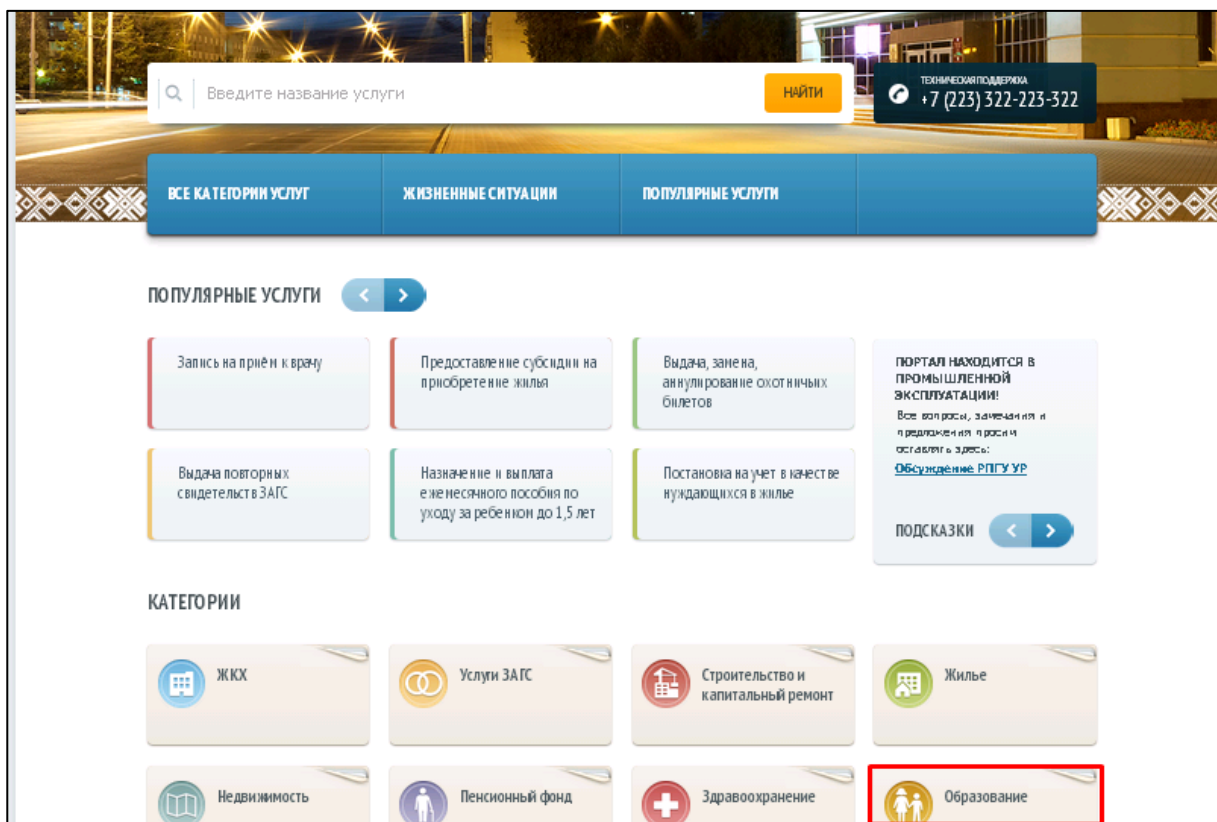 Введите название услуги
НАЙТИ
ТЕХНИЧЕСКАЯ ПОДДЕРЖКА
+7 (223) 322-223-322
ВСЕ КАТЕГОРИИ УСЛУГ
ЖИЗНЕННЫЕ СИТУАЦИИ
ПОПУЛЯРНЫЕ УСЛУГИ
ПОПУЛЯРНЫЕ УСЛУГИ
Запись на приём к врачу
Предоставление субсидии на
приобретение жилья
Выдача, замена,
аннулирование охотничьих
билетов
Выдача повторных
свидетельств ЗАГС
Назначение и выплата
ежемесячного пособия по
уходу за ребенком до 1,5 лет
Постановка на учет в качестве
нуждающихся в жилье
ПОРТАЛ НАХОДИТСЯ В
ПРОМЫШЛЕННОЙ
ЭКСПЛУАТАЦИИ!
Все вопросы, замечания и
предложения просим
оставлять здесь:
Обсуждение РПГУ УР
ПОДСКАЗКИ
КАТЕГОРИИ
ЖКХ
Услуги ЗАГС
Строительство и
капитальный ремонт
Жилье
Недвижимость
Пенсионный фонд
Здравоохранение
Образование